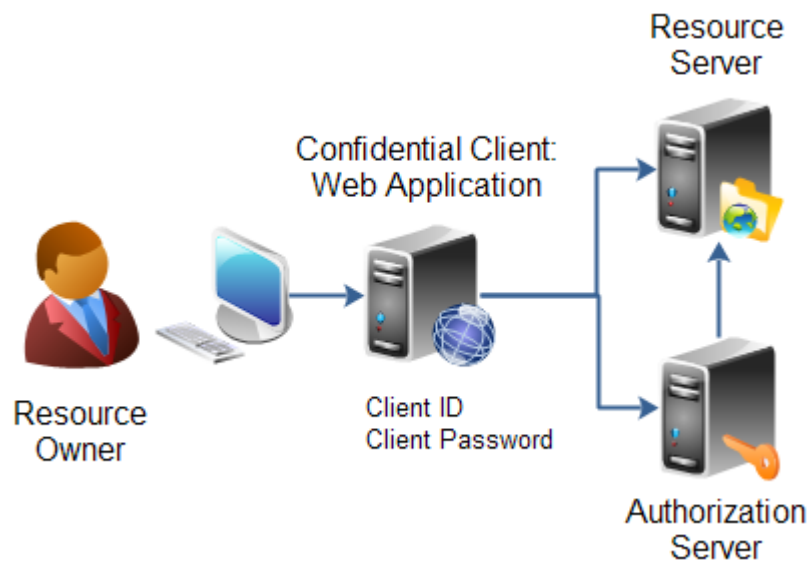 Resource
Server
Confidential Client:
Web Application
Client ID
Client Password
Resource
Owner
Authorization
Server